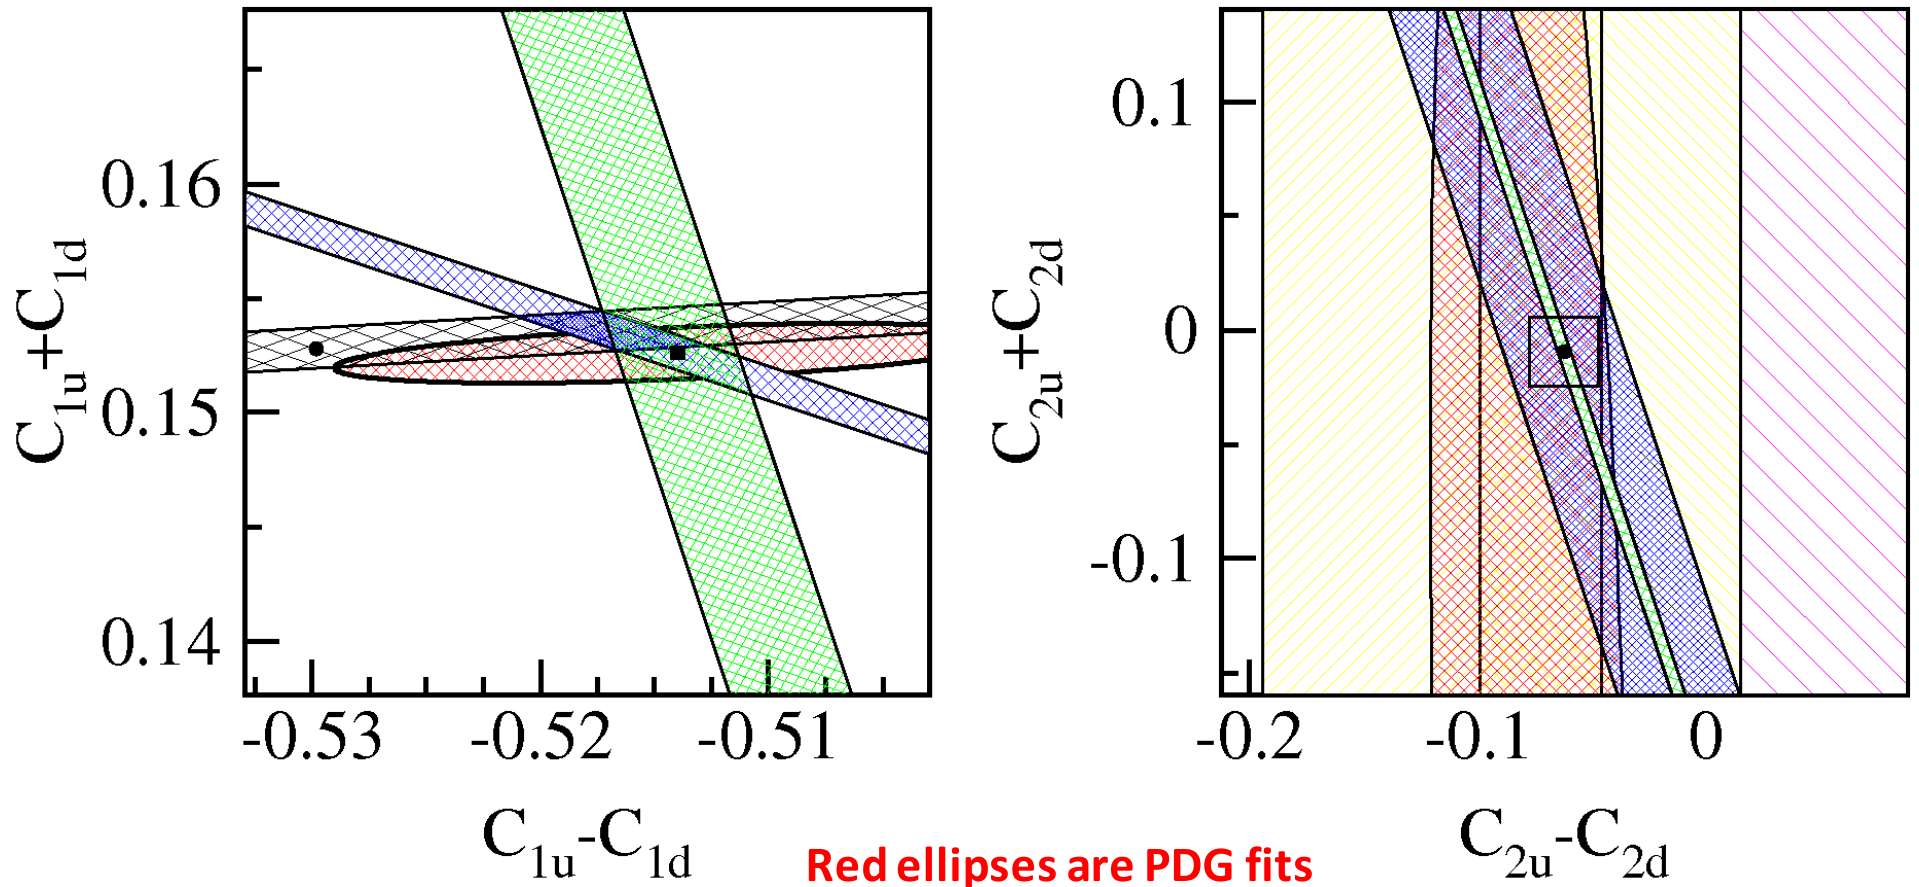 0.16
0.15
0.14
C1u+C1d
-0.53 -0.52 -0.51
C1u-C1d
0.1
0
-0.1
C2u+C2d
-0.2 -0.1 0
C2u-C2d
Red ellipses are PDG fits